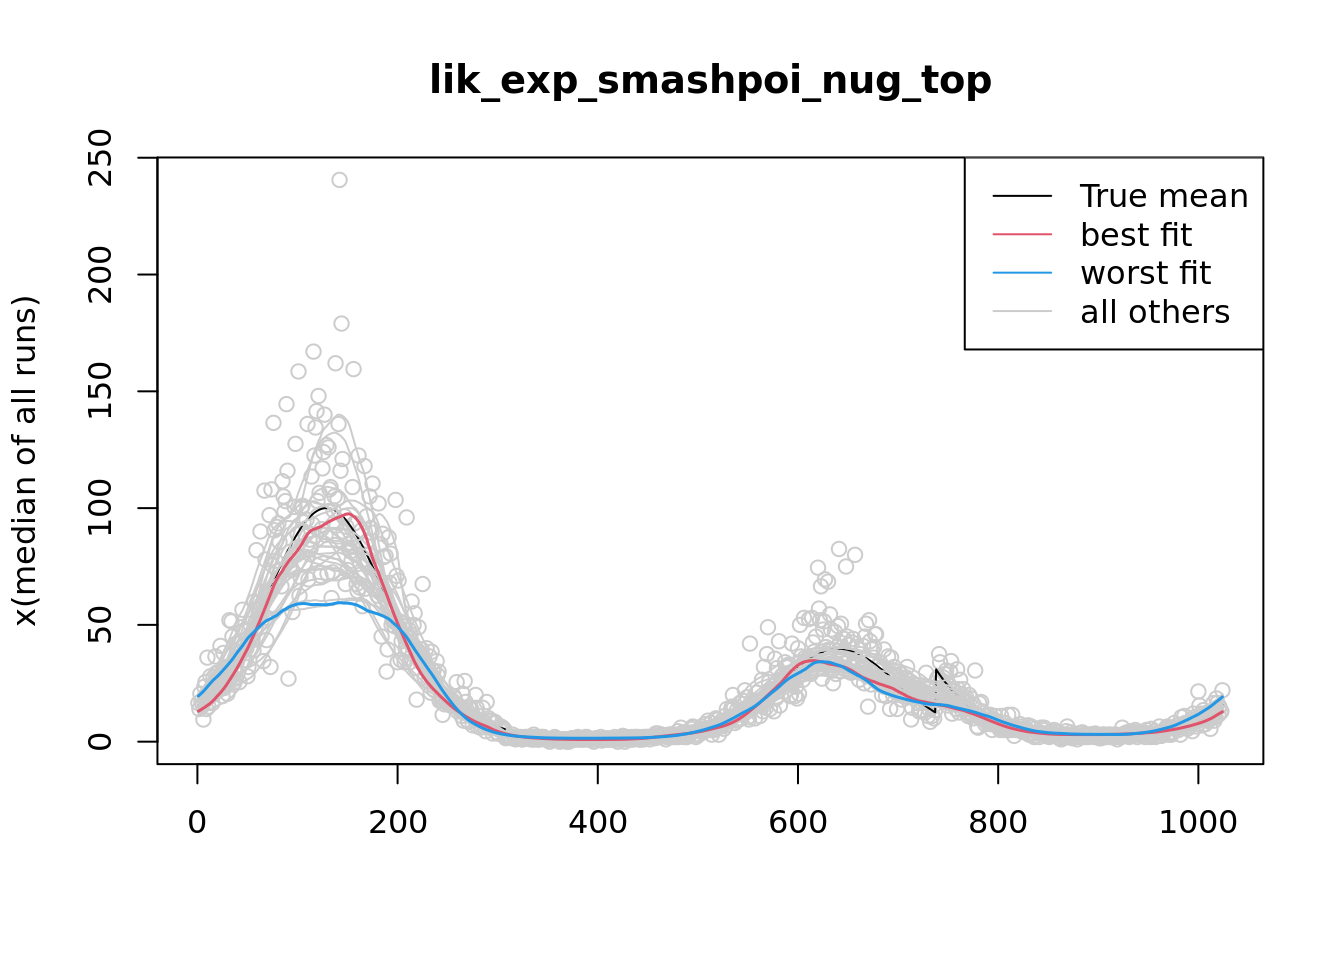 lik_exp_smashpoi_nug_top
x(median of all runs)
250
200
150
100
50
0
True mean
best fit
worst fit
all others
0 200 400 600 800 1000